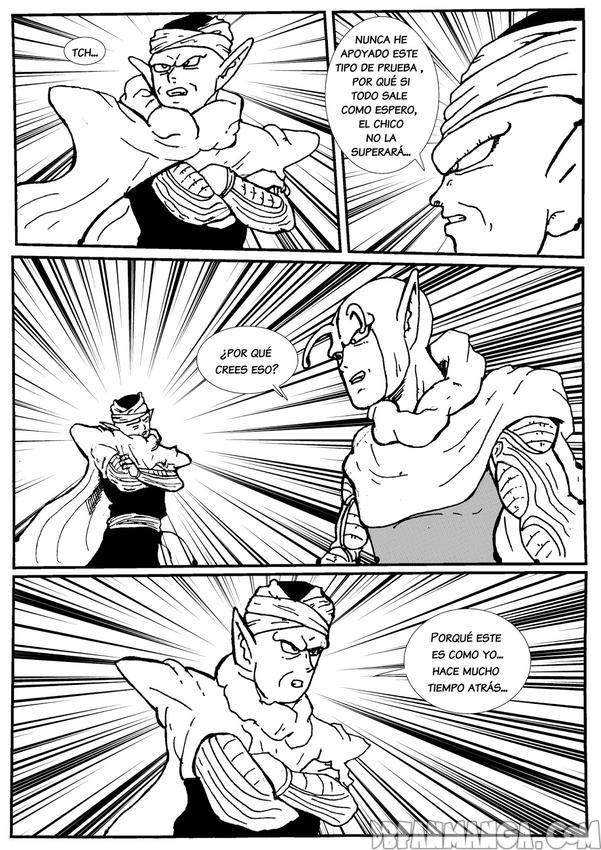 TCH...
NUNCA HE
APOYADO ESTE
TIPO DE PRUEBA ,
POR QUÉ SI
TODO SALE
COMO ESPERO,
EL CHICO
NO LA
SUPERARÁ...
¿POR QUÉ
CREES ESO?
PORQUÉ ESTE
ES COMO YO...
HACE MUCHO
TIEMPO ATRÁS...
DBFANMANGA.COM